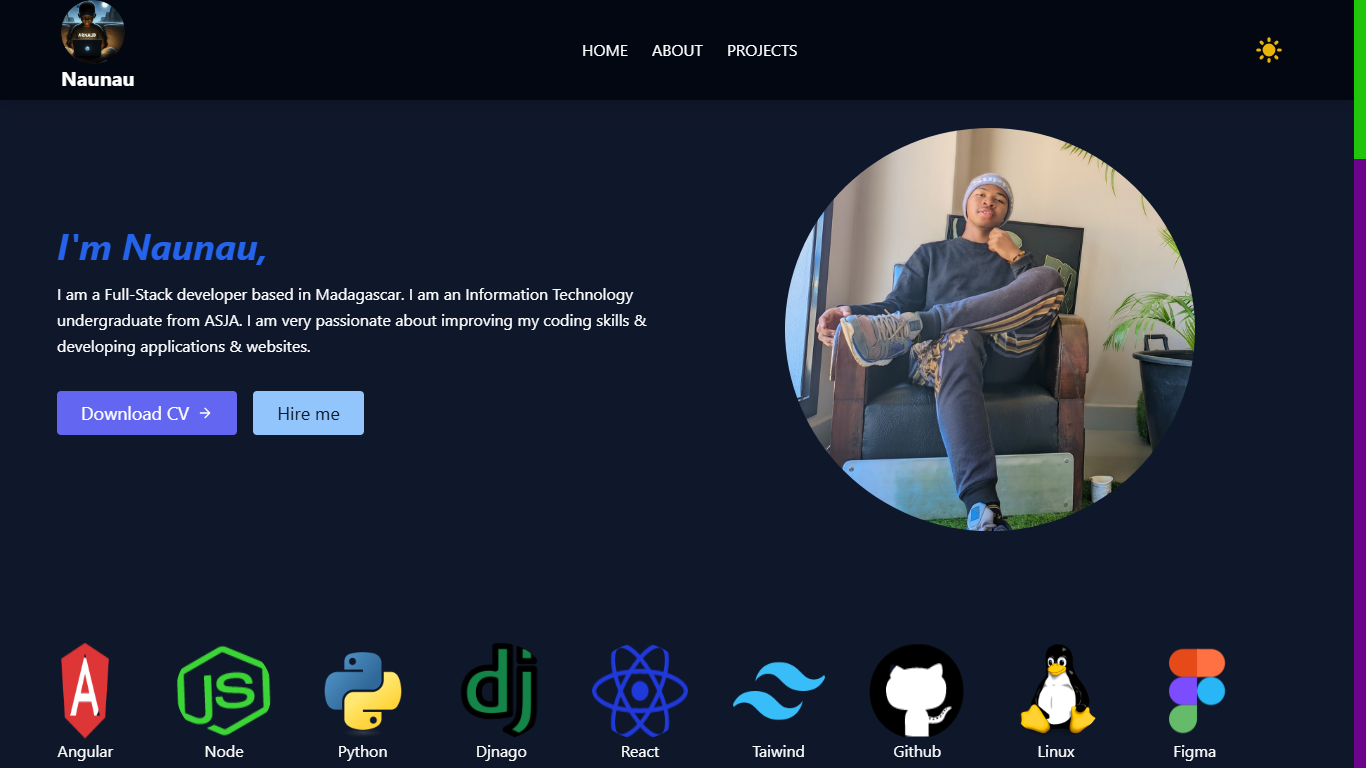 Naunau
HOME ABOUT PROJECTS
I'm Naunau,
I am a Full-Stack developer based in Madagascar. I am an Information Technology
undergraduate from ASJA. I am very passionate about improving my coding skills &
developing applications & websites.
Download CV →
Hire me
Angular Node Python Djnago React Taiwind Github Linux Figma